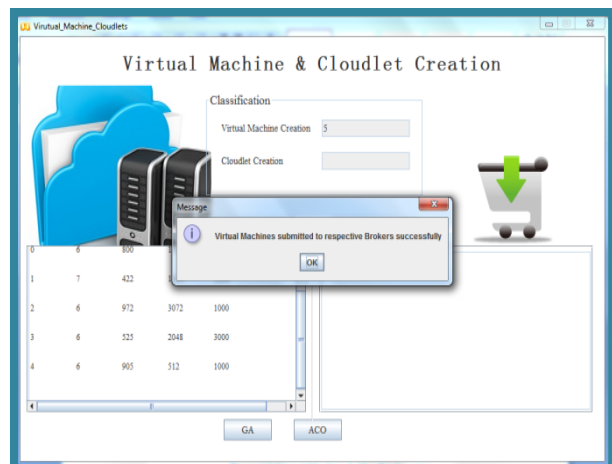 Virutual_Machine_Cloudlets
Virtual Machine & Cloudlet Creation
Classification
Virtual Machine Creation 5
Cloudlet Creation
Message
Virtual Machines submitted to respective Brokers successfully
OK
0 6 800
1 7 422
2 6 972 3072 1000
3 6 525 2048 3000
4 6 905 512 1000
GA ACO